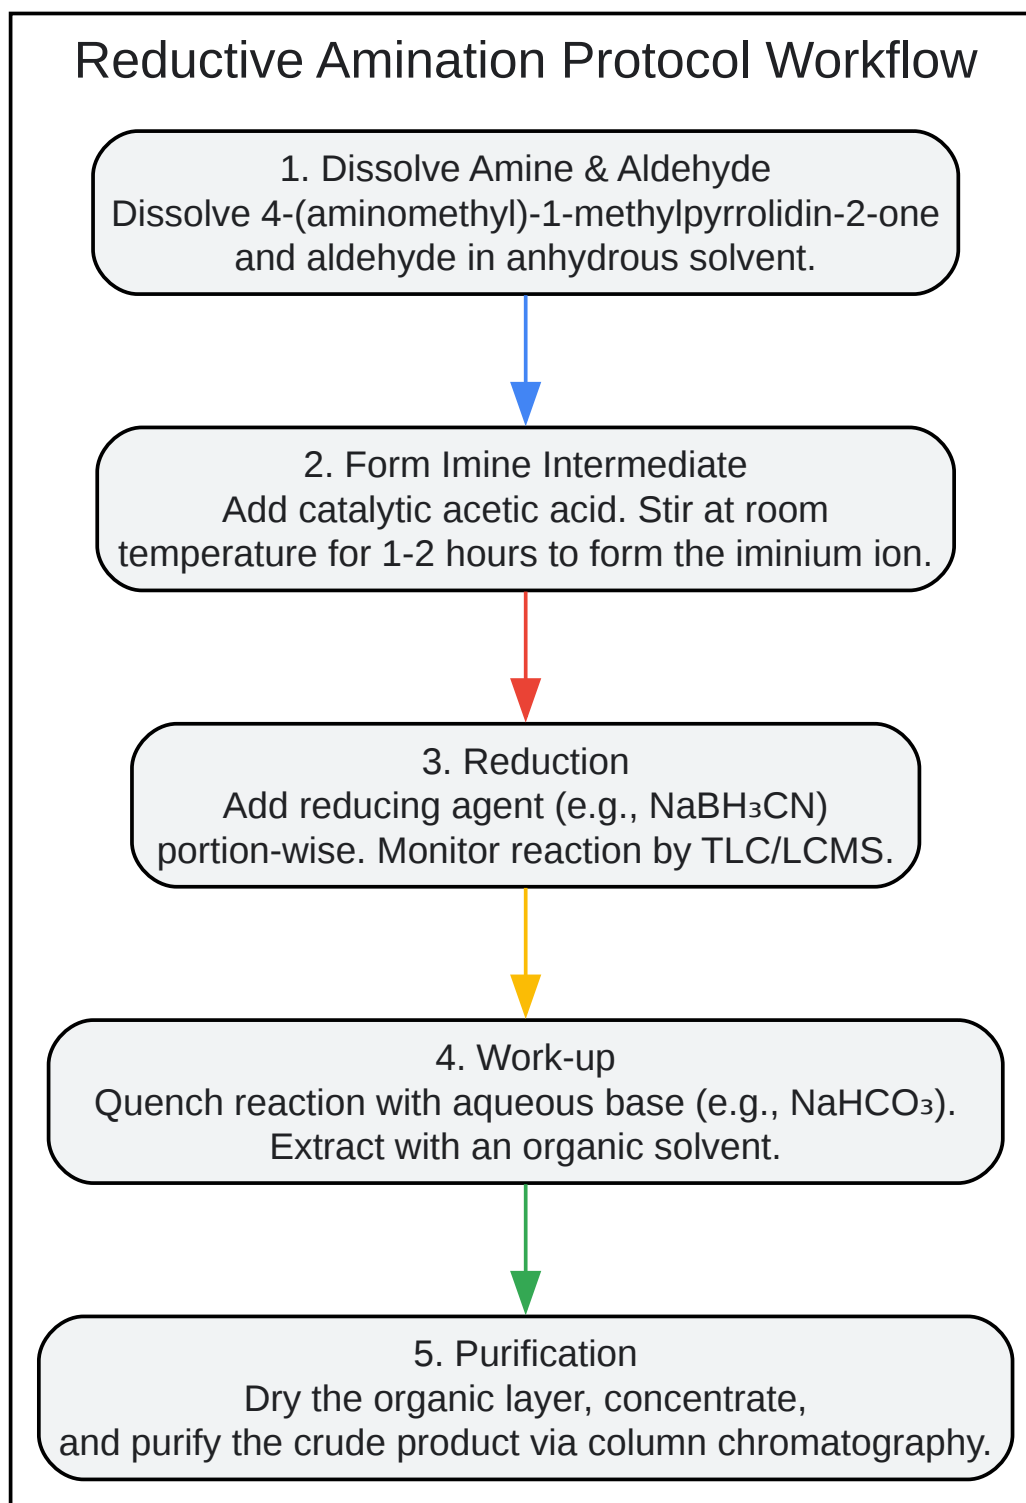 Reductive Amination Protocol Workflow
1. Dissolve Amine & Aldehyde
Dissolve 4-(aminomethyl)-1-methylpyrrolidin-2-one
and aldehyde in anhydrous solvent.
2. Form Imine Intermediate
Add catalytic acetic acid. Stir at room
temperature for 1-2 hours to form the iminium ion.
3. Reduction
Add reducing agent (e.g., NaBH₃CN)
portion-wise. Monitor reaction by TLC/LCMS.
4. Work-up
Quench reaction with aqueous base (e.g., NaHCO₃).
Extract with an organic solvent.
5. Purification
Dry the organic layer, concentrate,
and purify the crude product via column chromatography.